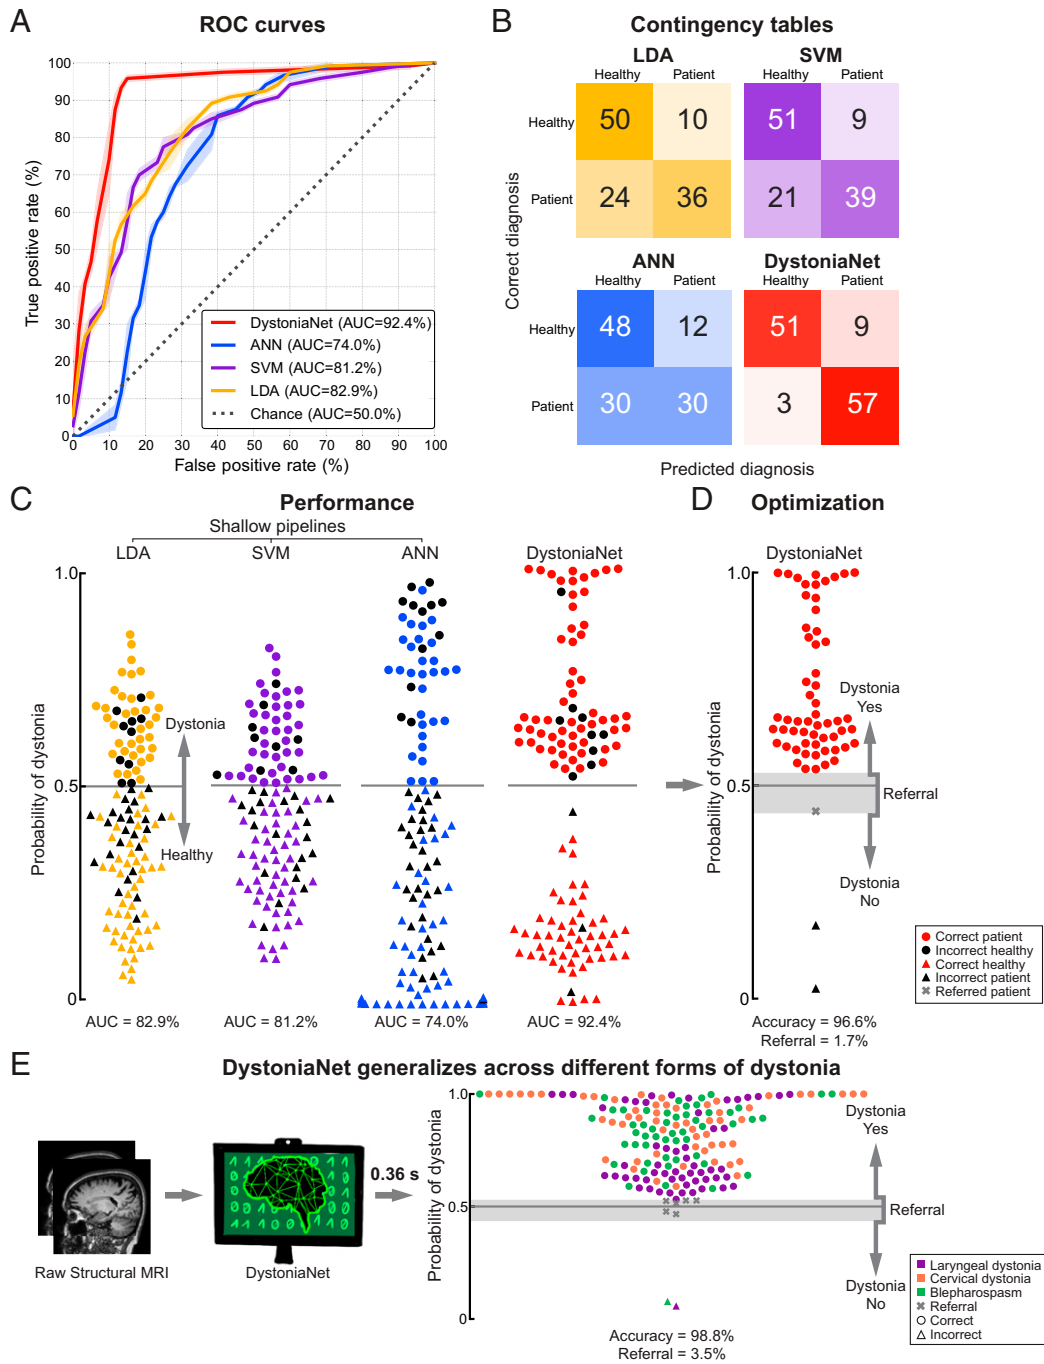 A
ROC curves
True positive rate (%)
100
90
80
70
60
50
40
30
20
10
0
0
10
20
30
40
50
60
70
80
90
100
False positive rate (%)
DystoniaNet (AUC=92.4%)
ANN (AUC=74.0%)
SVM (AUC=81.2%)
LDA (AUC=82.9%)
Chance (AUC=50.0%)
B
Contingency tables
Correct diagnosis
LDA
Healthy Patient
Healthy 50 10
Patient 24 36
SVM
Healthy Patient
51 9
21 39
ANN
Healthy Patient
Healthy 48 12
Patient 30 30
DystoniaNet
Healthy Patient
51 9
3 57
Predicted diagnosis
C
Performance
Shallow pipelines
LDA
SVM
ANN
DystoniaNet
Probability of dystonia
1.0
0.5
0
Dystonia
Healthy
AUC = 82.9%
AUC = 81.2%
AUC = 74.0%
AUC = 92.4%
D
Optimization
DystoniaNet
Probability of dystonia
1.0
0.5
0
Dystonia
Yes
Referral
Dystonia
No
Correct patient
Incorrect healthy
Correct healthy
Incorrect patient
Referred patient
Accuracy = 96.6%
Referral = 1.7%
E
DystoniaNet generalizes across different forms of dystonia
Raw Structural MRI
DystoniaNet
0.36 s
Probability of dystonia
1.0
0.5
0
Dystonia
Yes
Referral
Dystonia
No
Laryngeal dystonia
Cervical dystonia
Blepharospasm
Referral
Correct
Incorrect
Accuracy = 98.8%
Referral = 3.5%